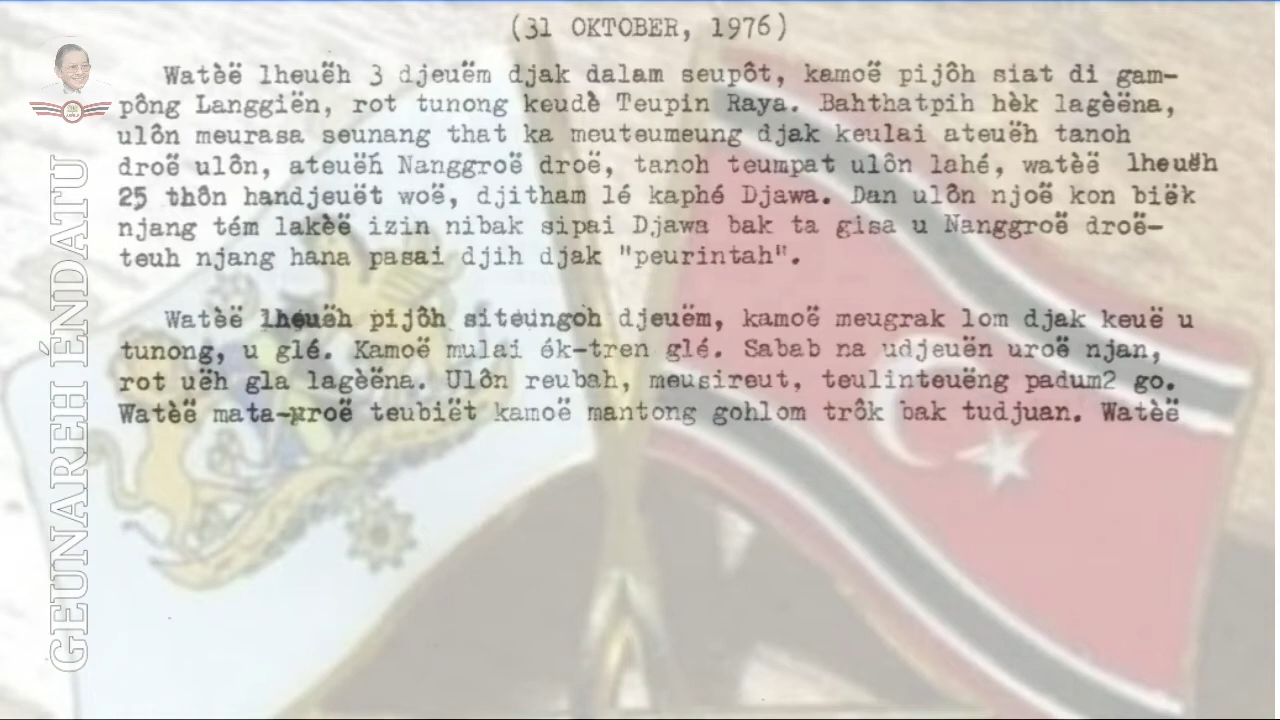 (31 OKTOBER, 1976)
Watèë lheuëh 3 djeuëm djak dalam seupôt, kamoë pijôh siat di gam-
pông Langgiën, rot tunong keudè Teupin Raya. Bahthatpih hèk lagèëna,
ulôn meurasa seunang that ka meuteumeung djak keulai ateuëh tanoh
droë ulôn, ateuëh Nanggroë droë, tanoh teumpat ulôn lahé, watèë lheuëh
25 thôn handjeuët woë, djitham lé kaphé Djawa. Dan ulôn njoë kon biëk
njang tém lakèë izin nibak sipai Djawa bak ta gisa u Nanggroë droë-
teuh njang hana pasai djih djak "peurintah".
Watèë lheuëh pijôh siteungoh djeuëm, kamoë meugrak lom djak keuë u
tunong, u glé. Kamoë mulai ék-tren glé. Sabab na udjeuën uroë njan,
rot uëh gla lagèëna. Ulôn reubah, meusireut, teulinteuëng padum2 go.
Watèë mata-uroë teubiët kamoë mantong gohlom trôk bak tudjuan. Watèë
GEUNAREH ÉNDATU